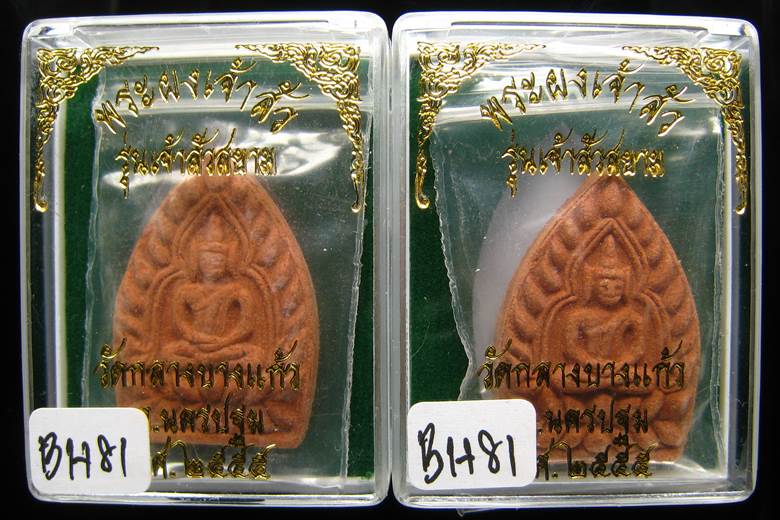 พระผงเจ้าสัว
รุ่นเจ้าสัวสยาม
วัดกลางบางแก้ว
.นครปฐม
ศ.๒๕๕๕
BH81
พระผงเจ้าสัว
รุ่นเจ้าสัวสยาม
วัดกลางบางแก้ว
.นครปฐม
ศ.๒๕๕๕
BH81